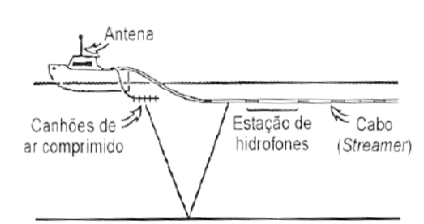 Antena
Canhões de
ar comprimido
Estação de
hidrofones
Cabo
(Streamer)